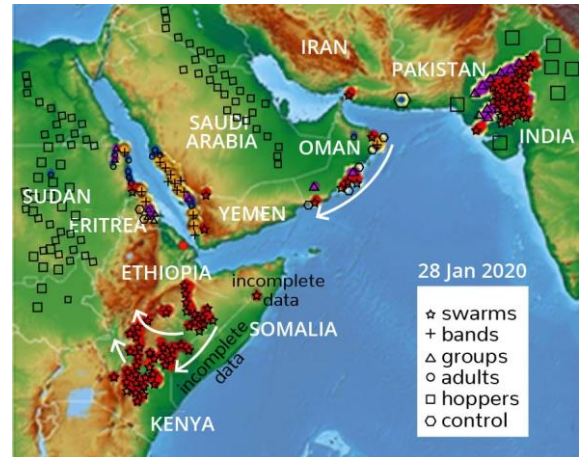 IRAN
PAKISTAN
SAUDI
ARABIA
OMAN
INDIA
SUDAN
ERITREA
YEMEN
ETHIOPIA
incomplete
data
28 Jan 2020
SOMALIA
incomplete
data
KENYA
swarms
bands
groups
adults
hoppers
control